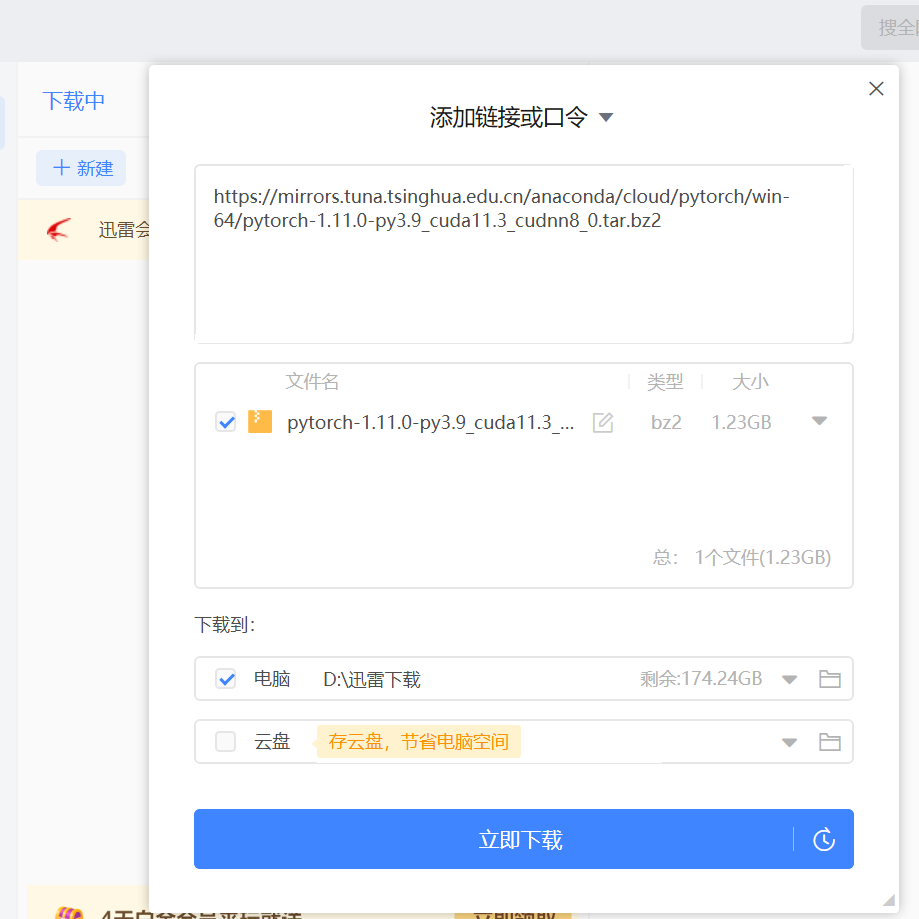 搜全
下载中
添加链接或口令
新建
https://mirrors.tuna.tsinghua.edu.cn/anaconda/cloud/pytorch/win-
64/pytorch-1.11.0-py3.9_cuda11.3_cudnn8_0.tar.bz2
迅雷会
文件名 类型 大小
pytorch-1.11.0-py3.9_cuda11.3_... bz2 1.23GB
总: 1个文件(1.23GB)
下载到:
电脑 D:\迅雷下载 剩余:174.24GB
云盘 存云盘，节省电脑空间
立即下载